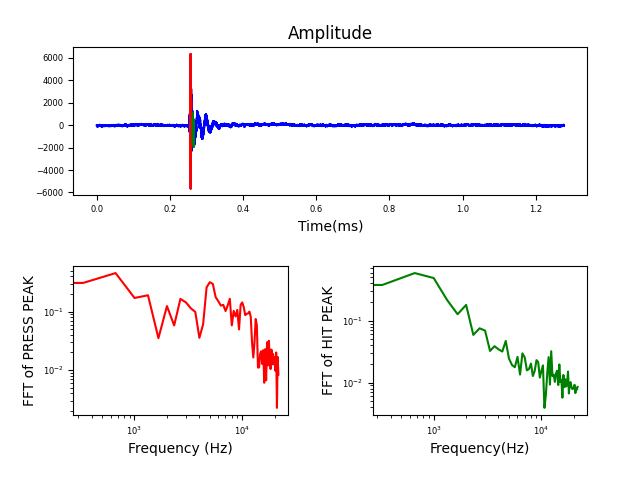 Amplitude
6000
4000
2000
0
−2000
−4000
−6000
0.0 0.2 0.4 0.6 0.8 1.0 1.2
Time(ms)
FFT of PRESS PEAK
10⁻¹
10⁻²
10³ 10⁴
Frequency (Hz)
FFT of HIT PEAK
10⁻¹
10⁻²
10³ 10⁴
Frequency(Hz)